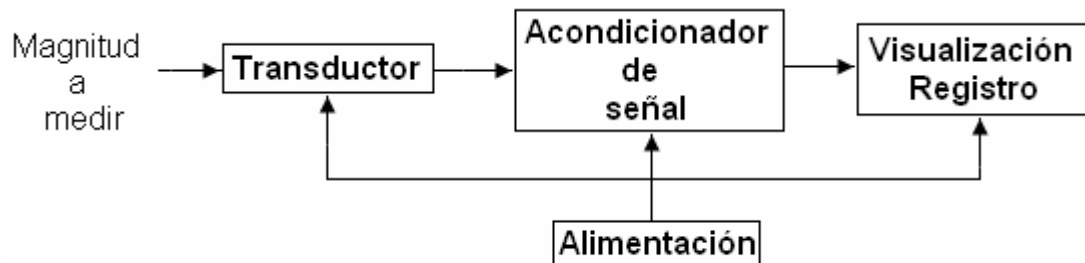 Magnitud
a
medir
Transductor
Acondicionador
de
señal
Visualización
Registro
Alimentación